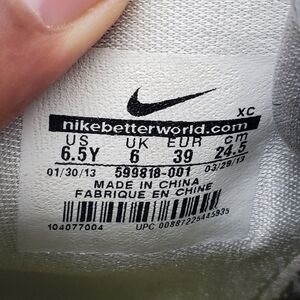 XC
nikebetterworld.com
US UK EUR cm
6.5Y 6 39 24.5
01/30/13 599818-001 03/29/13
MADE IN CHINA
FABRIQUE EN CHINE
104077004
UPC 00887225445935